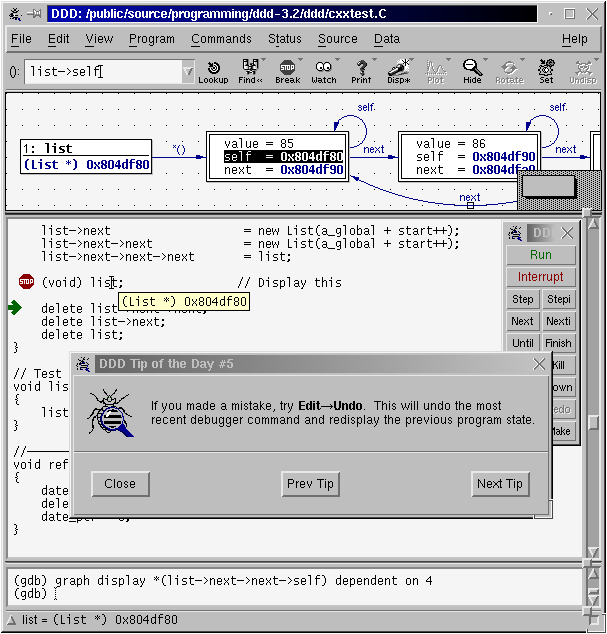 DDD: /public/source/programming/ddd-3.2/ddd/cxxtest.C
File Edit View Program Commands Status Source Data Help
(): list->self
Lookup Find<< Break Watch Print Disp* Plot Hide Rotate Set Undisp
1: list
(List *) 0x804df80
*()
value = 85
self = 0x804df80
next = 0x804df90
self
next
value = 86
self = 0x804df90
next = 0x804dfa0
self
next
next
list->next = new List(a_global + start++);
list->next->next = new List(a_global + start++);
list->next->next->next = list;
STOP (void) list; // Display this
(List *) 0x804df80
delete list->next->next;
delete list->next;
delete list;
}
// Test
void lis
{
list
}
//
void ref
{
date
dele
date_ptr = 0;
}
DDD
Run
Interrupt
Step Stepi
Next Nexti
Until Finish
Kill
own
edo
Make
DDD Tip of the Day #5
If you made a mistake, try Edit→Undo. This will undo the most
recent debugger command and redisplay the previous program state.
Close Prev Tip Next Tip
(gdb) graph display *(list->next->next->self) dependent on 4
(gdb)
list = (List *) 0x804df80